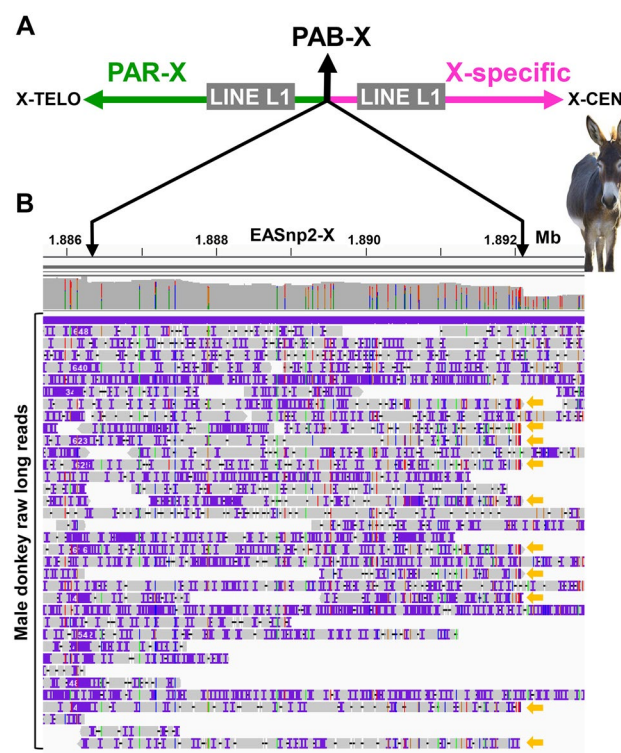 A
PAB-X
PAR-X
X-specific
LINE L1
LINE L1
X-TELO
X-CEN
B
1.886
1.888
EASnp2-X
1.890
1.892
Mb
Male donkey raw long reads